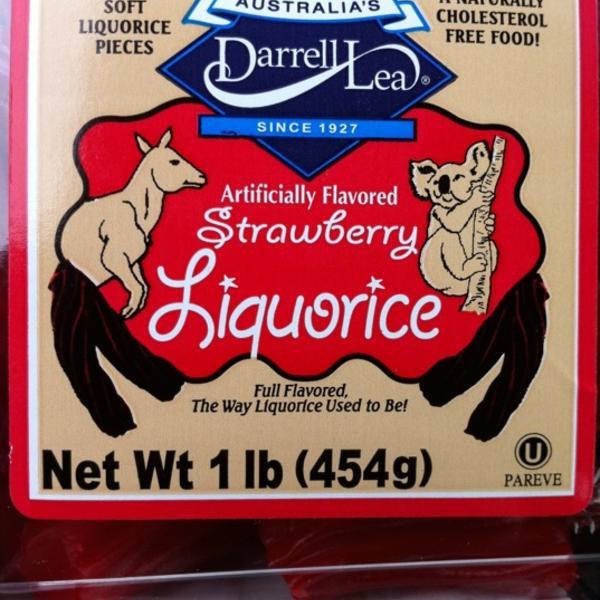 AUSTRALIA'S
SOFT
LIQUORICE
PIECES
A NATURALLY
CHOLESTEROL
FREE FOOD!
Darrell Lea®
SINCE 1927
Artificially Flavored
Strawberry
Liquorice
Full Flavored,
The Way Liquorice Used to Be!
Net Wt 1 lb (454g)
U
PAREVE